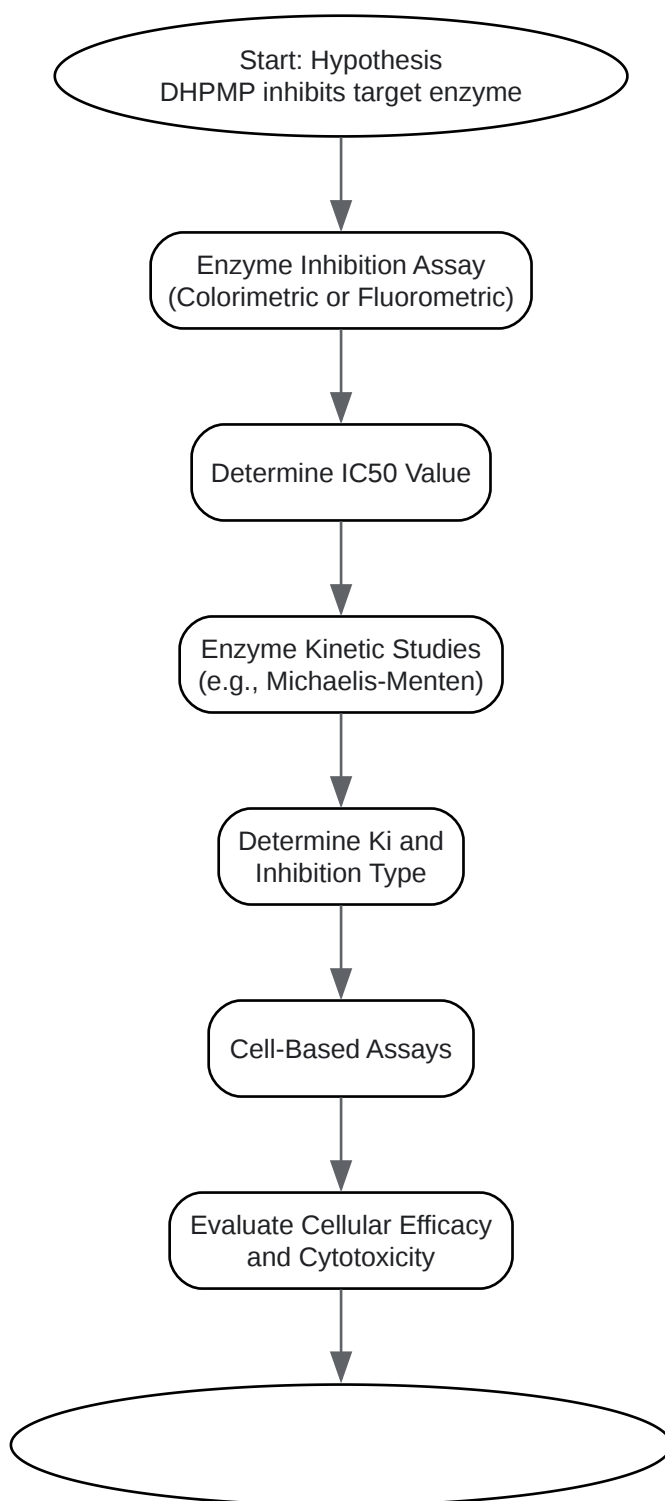 Start: Hypothesis
DHPMP inhibits target enzyme
Enzyme Inhibition Assay
(Colorimetric or Fluorometric)
Determine IC50 Value
Enzyme Kinetic Studies
(e.g., Michaelis-Menten)
Determine Ki and
Inhibition Type
Cell-Based Assays
Evaluate Cellular Efficacy
and Cytotoxicity